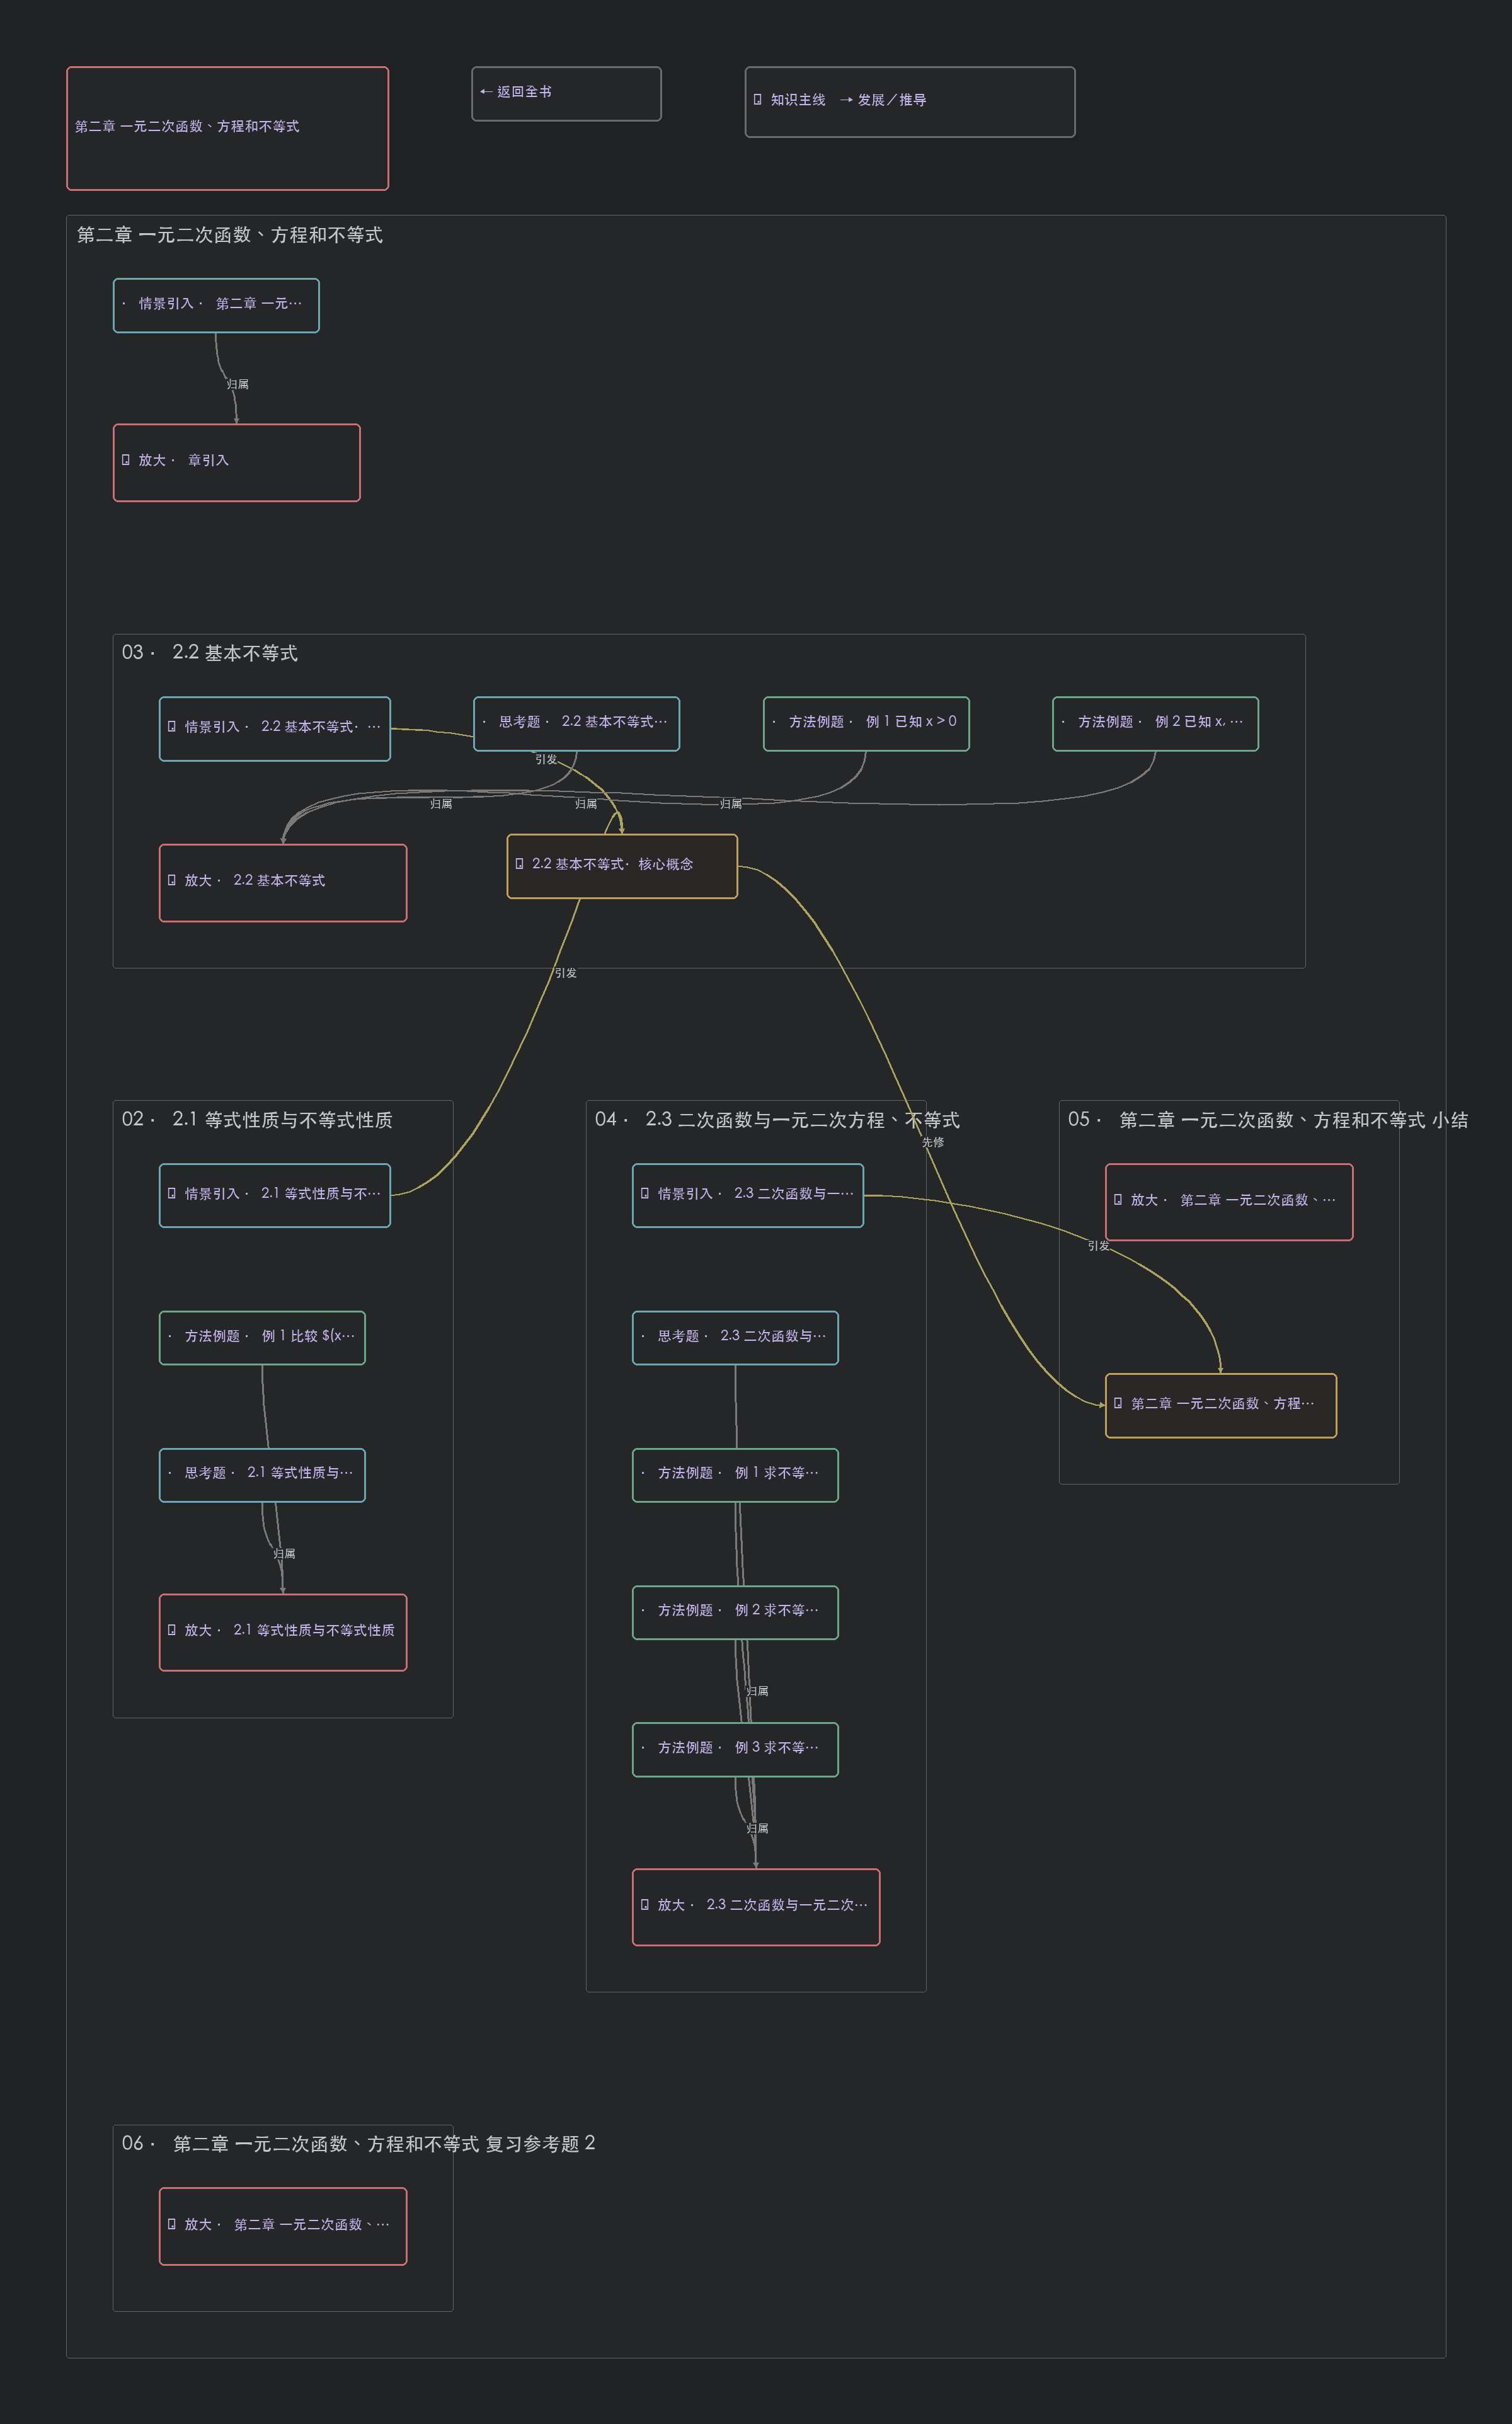 第二章 一元二次函数、方程和不等式
← 返回全书
知识主线 → 发展／推导
第二章 一元二次函数、方程和不等式
· 情景引入 · 第二章 一元…
归属
放大 · 章引入
03 · 2.2 基本不等式
情景引入 · 2.2 基本不等式· …
· 思考题 · 2.2 基本不等式…
· 方法例题 · 例 1 已知 x > 0
· 方法例题 · 例 2 已知 x, …
引发
归属
归属
归属
放大 · 2.2 基本不等式
2.2 基本不等式· 核心概念
引发
02 · 2.1 等式性质与不等式性质
04 · 2.3 二次函数与一元二次方程、不等式
05 · 第二章 一元二次函数、方程和不等式 小结
先修
情景引入 · 2.1 等式性质与不…
情景引入 · 2.3 二次函数与一…
放大 · 第二章 一元二次函数、…
引发
· 方法例题 · 例 1 比较 $(x…
· 思考题 · 2.3 二次函数与…
第二章 一元二次函数、方程…
· 思考题 · 2.1 等式性质与…
· 方法例题 · 例 1 求不等…
归属
· 方法例题 · 例 2 求不等…
放大 · 2.1 等式性质与不等式性质
归属
· 方法例题 · 例 3 求不等…
归属
放大 · 2.3 二次函数与一元二次…
06 · 第二章 一元二次函数、方程和不等式 复习参考题 2
放大 · 第二章 一元二次函数、…